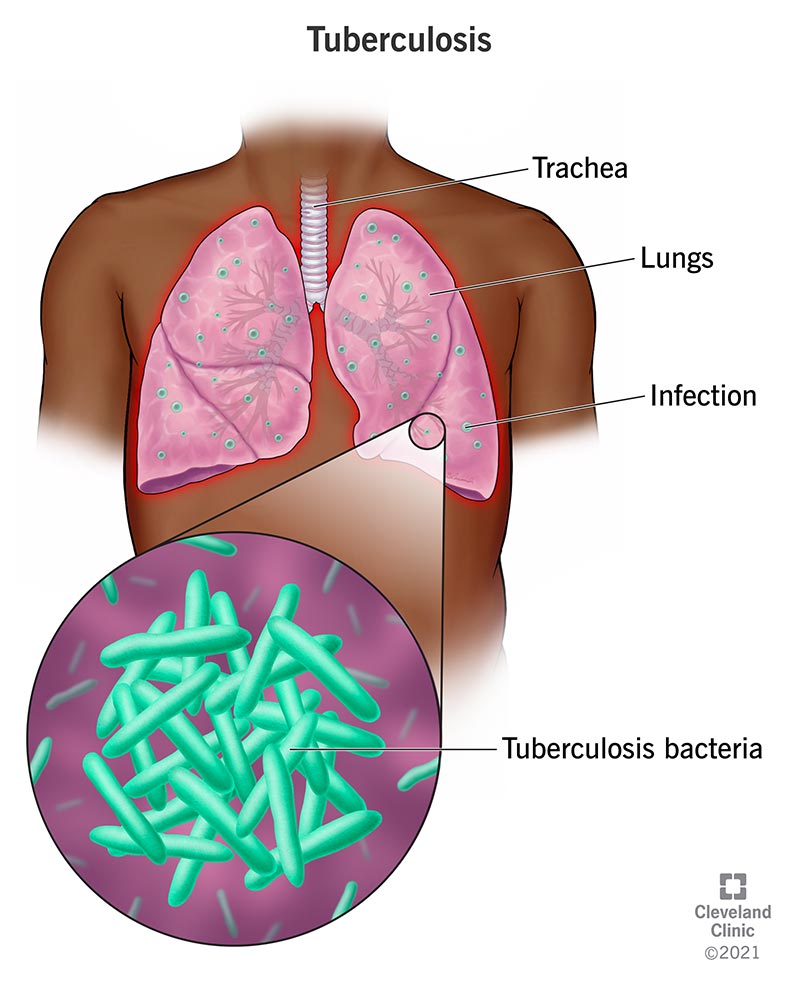 Tuberculosis
Trachea
Lungs
Infection
Tuberculosis bacteria
Cleveland
Clinic
©2021